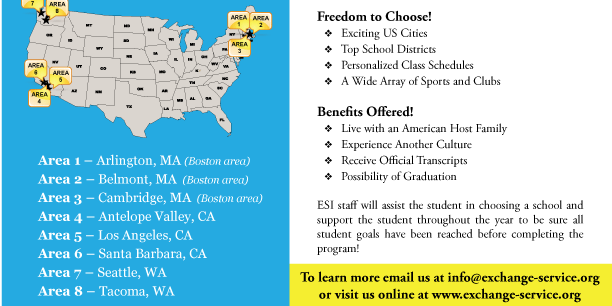 7
AREA
8
AREA
1
AREA
2
AREA
3
AREA
6
AREA
5
AREA
4
Area 1 – Arlington, MA (Boston area)
Area 2 – Belmont, MA (Boston area)
Area 3 – Cambridge, MA (Boston area)
Area 4 – Antelope Valley, CA
Area 5 – Los Angeles, CA
Area 6 – Santa Barbara, CA
Area 7 – Seattle, WA
Area 8 – Tacoma, WA
Freedom to Choose!
❖ Exciting US Cities
❖ Top School Districts
❖ Personalized Class Schedules
❖ A Wide Array of Sports and Clubs
Benefits Offered!
❖ Live with an American Host Family
❖ Experience Another Culture
❖ Receive Official Transcripts
❖ Possibility of Graduation
ESI staff will assist the student in choosing a school and
support the student throughout the year to be sure all
student goals have been reached before completing the
program!
To learn more email us at info@exchange-service.org
or visit us online at www.exchange-service.org